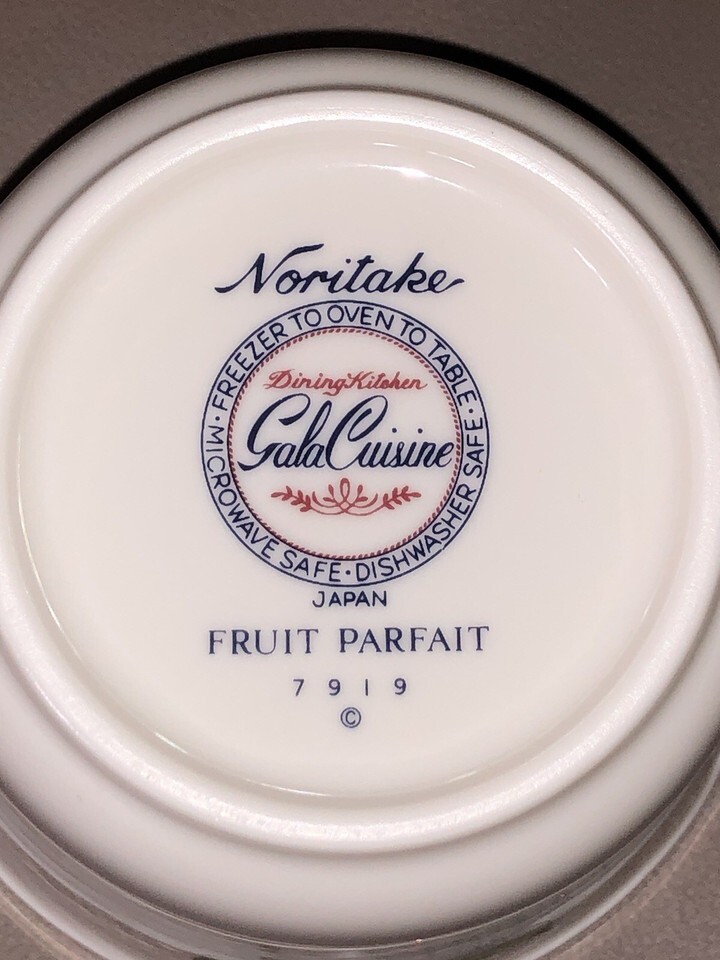 Noritake
FREEZER TO OVEN TO TABLE · DISHWASHER SAFE · MICROWAVE SAFE ·
Dining Kitchen
Gala Cuisine
JAPAN
FRUIT PARFAIT
7919
©